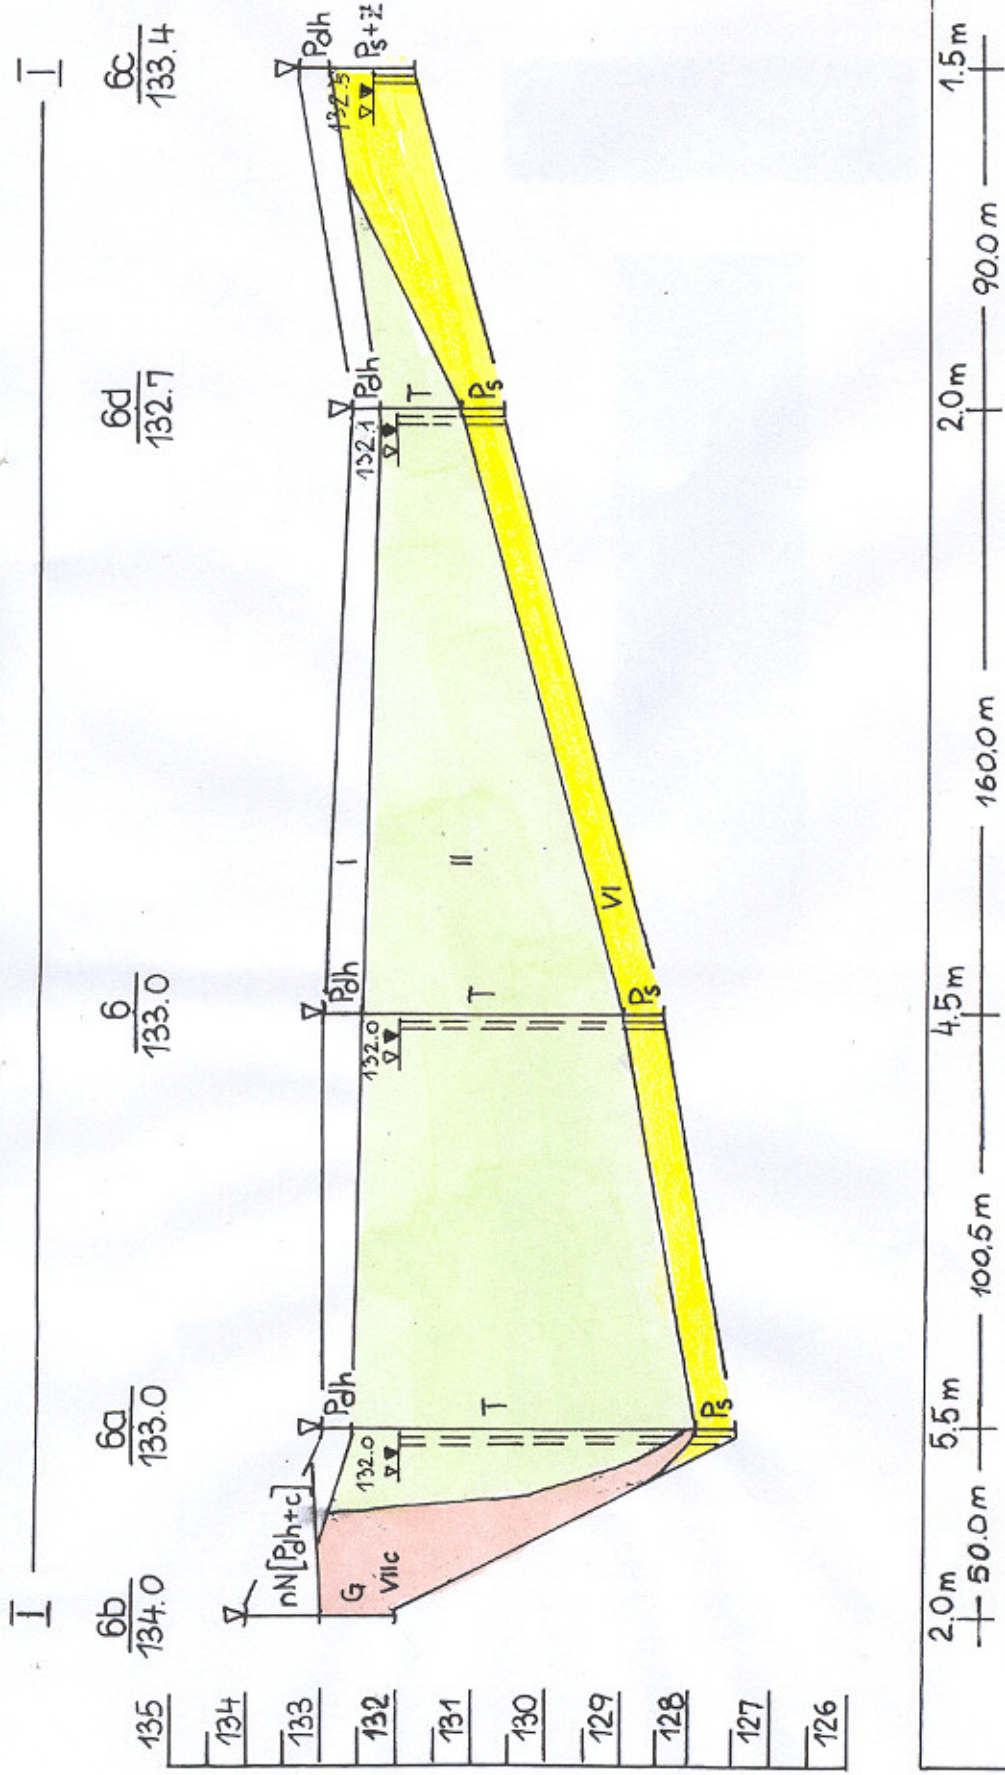 I I
6b 6a 6 6d 6c
134.0 133.0 133.0 132.7 133.4
135
134
133
132
131
130
129
128
127
126
nN[Pdh+c]
G
VIIc
Pdh
132.0
T
Ps
Pdh
132.0
T
Ps
I
II
VI
Pdh
132.1
T
Ps
Pdh
132.5
Ps+Ż
2.0m 5.5m 4.5m 2.0m 1.5m
50.0m 100.5m 160.0m 90.0m